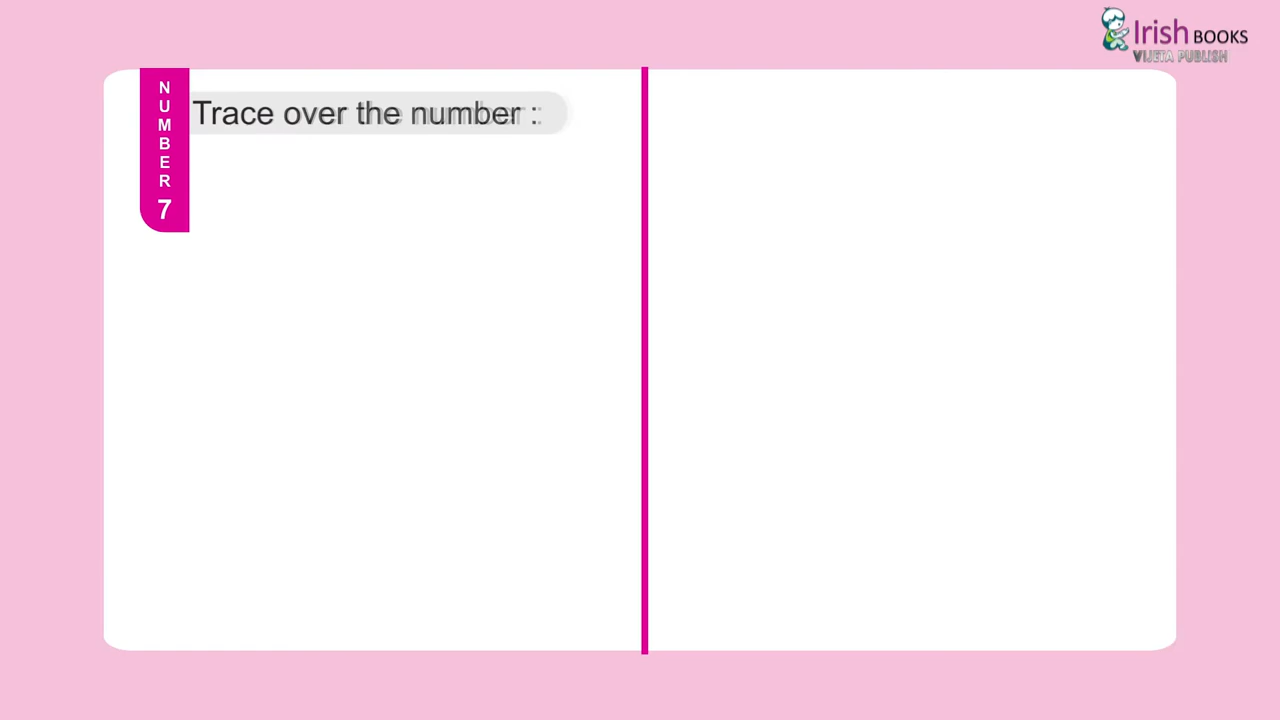 Irish BOOKS
VIJETA PUBLISH
NUMBER
7
Trace over the number :